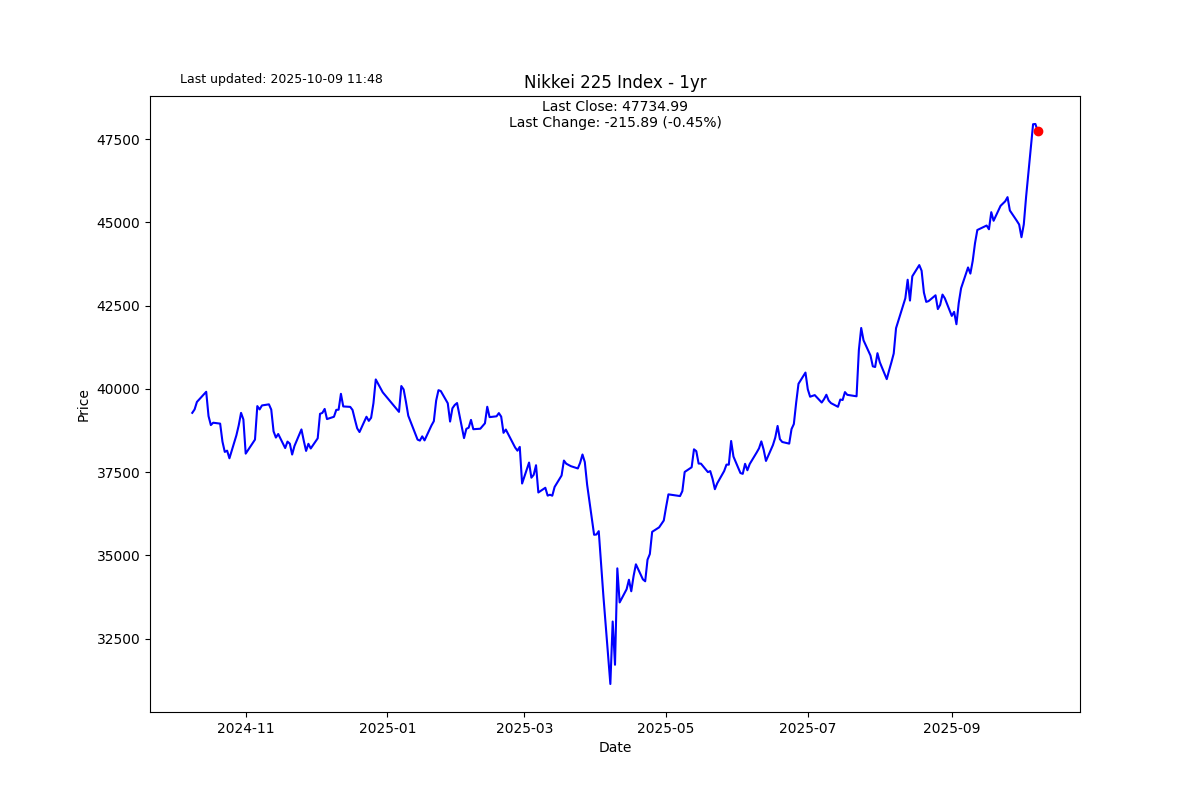 Last updated: 2025-10-09 11:48
Nikkei 225 Index - 1yr
Last Close: 47734.99
Last Change: -215.89 (-0.45%)
47500
45000
42500
40000
37500
35000
32500
Price
2024-11
2025-01
2025-03
2025-05
2025-07
2025-09
Date